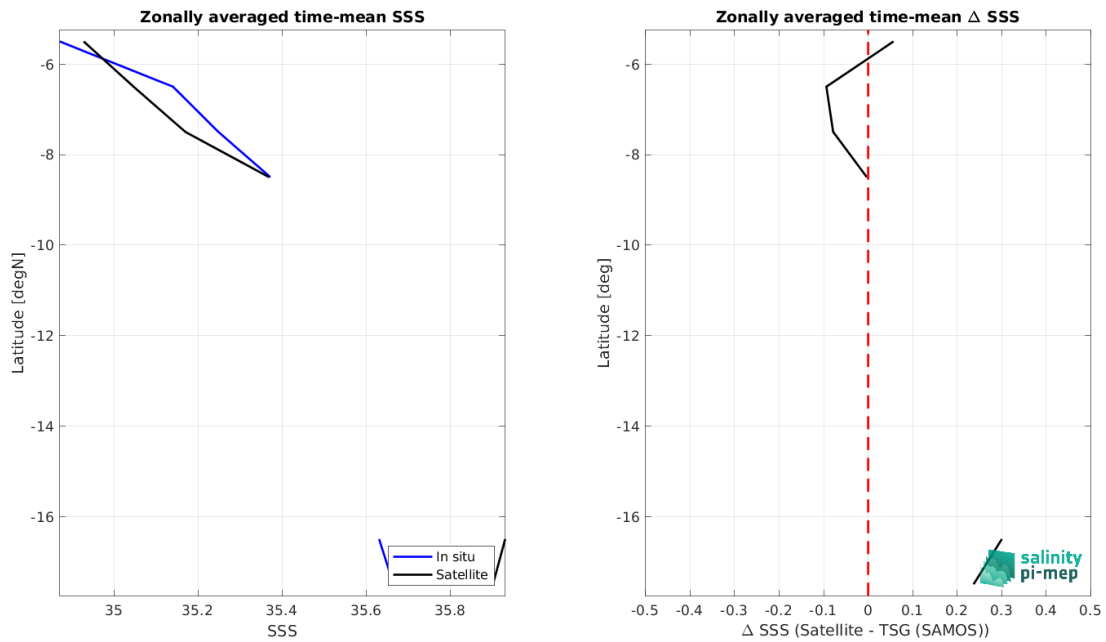 Zonally averaged time-mean SSS
-6
-8
-10
-12
-14
-16
Latitude [degN]
35
35.2
35.4
35.6
35.8
SSS
In situ
Satellite
Zonally averaged time-mean Δ SSS
-6
-8
-10
-12
-14
-16
Latitude [deg]
-0.5
-0.4
-0.3
-0.2
-0.1
0
0.1
0.2
0.3
0.4
0.5
Δ SSS (Satellite - TSG (SAMOS))
salinity
pi-mep